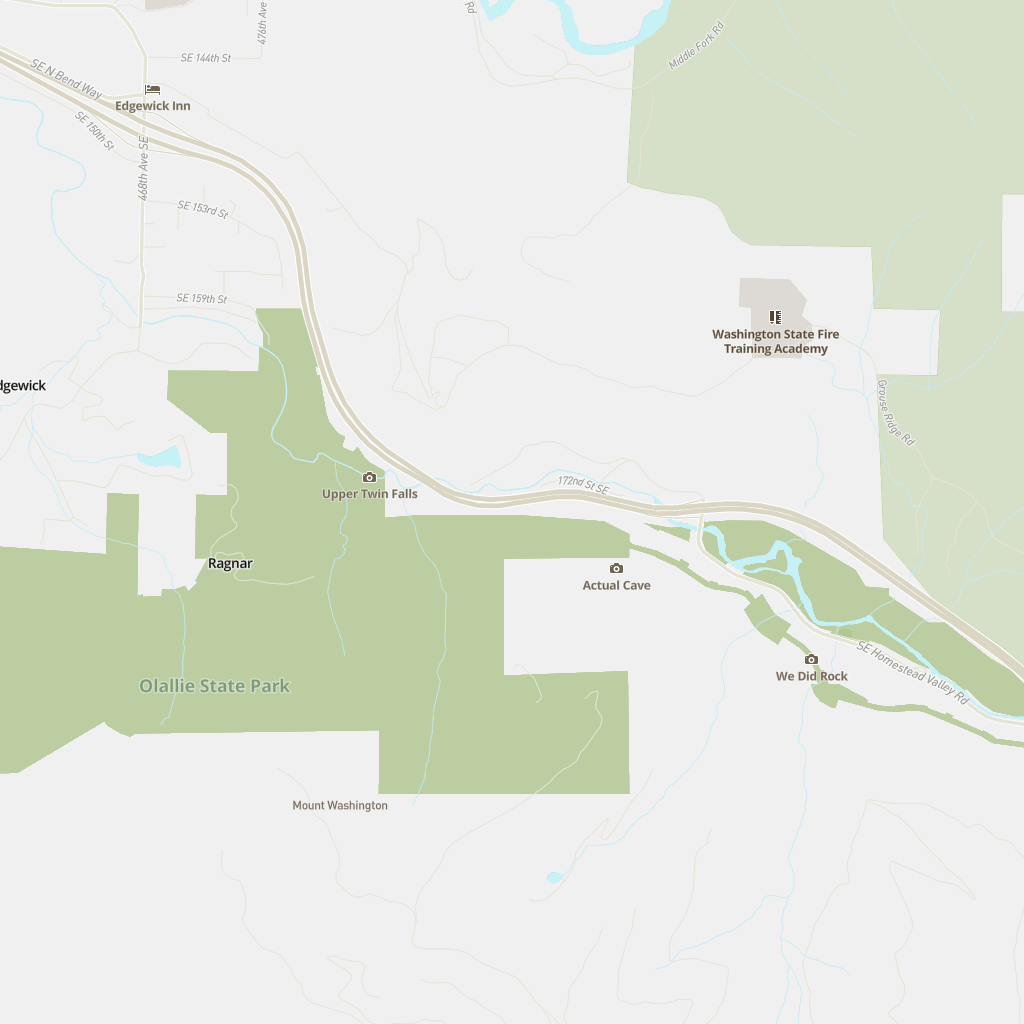 Rd
476th Ave
Middle Fork Rd
SE 144th St
SE N Bend Way
Edgewick Inn
SE 150th St
468th Ave SE
SE 153rd St
SE 159th St
Washington State Fire
Training Academy
dgewick
Grouse Ridge Rd
172nd St SE
Upper Twin Falls
Ragnar
Actual Cave
SE Homestead Valley Rd
We Did Rock
Olallie State Park
Mount Washington